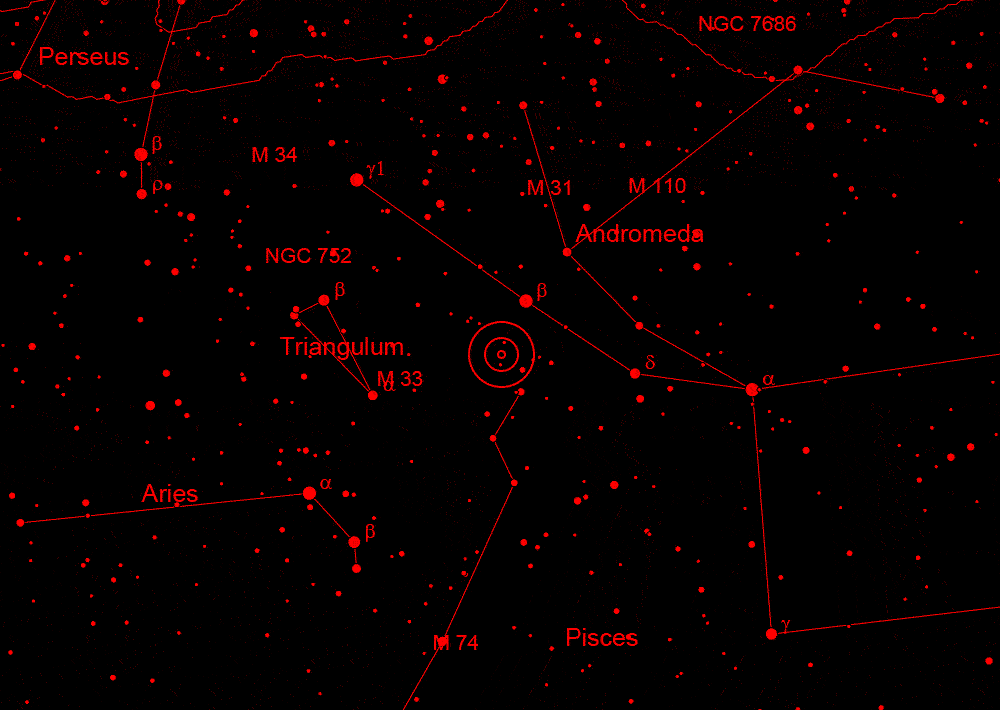 NGC 7686
Perseus
β
M 34
γ1
ρ
M 31
M 110
Andromeda
NGC 752
β
β
Triangulum
δ
M 33
α
α
α
Aries
β
γ
Pisces
M 74